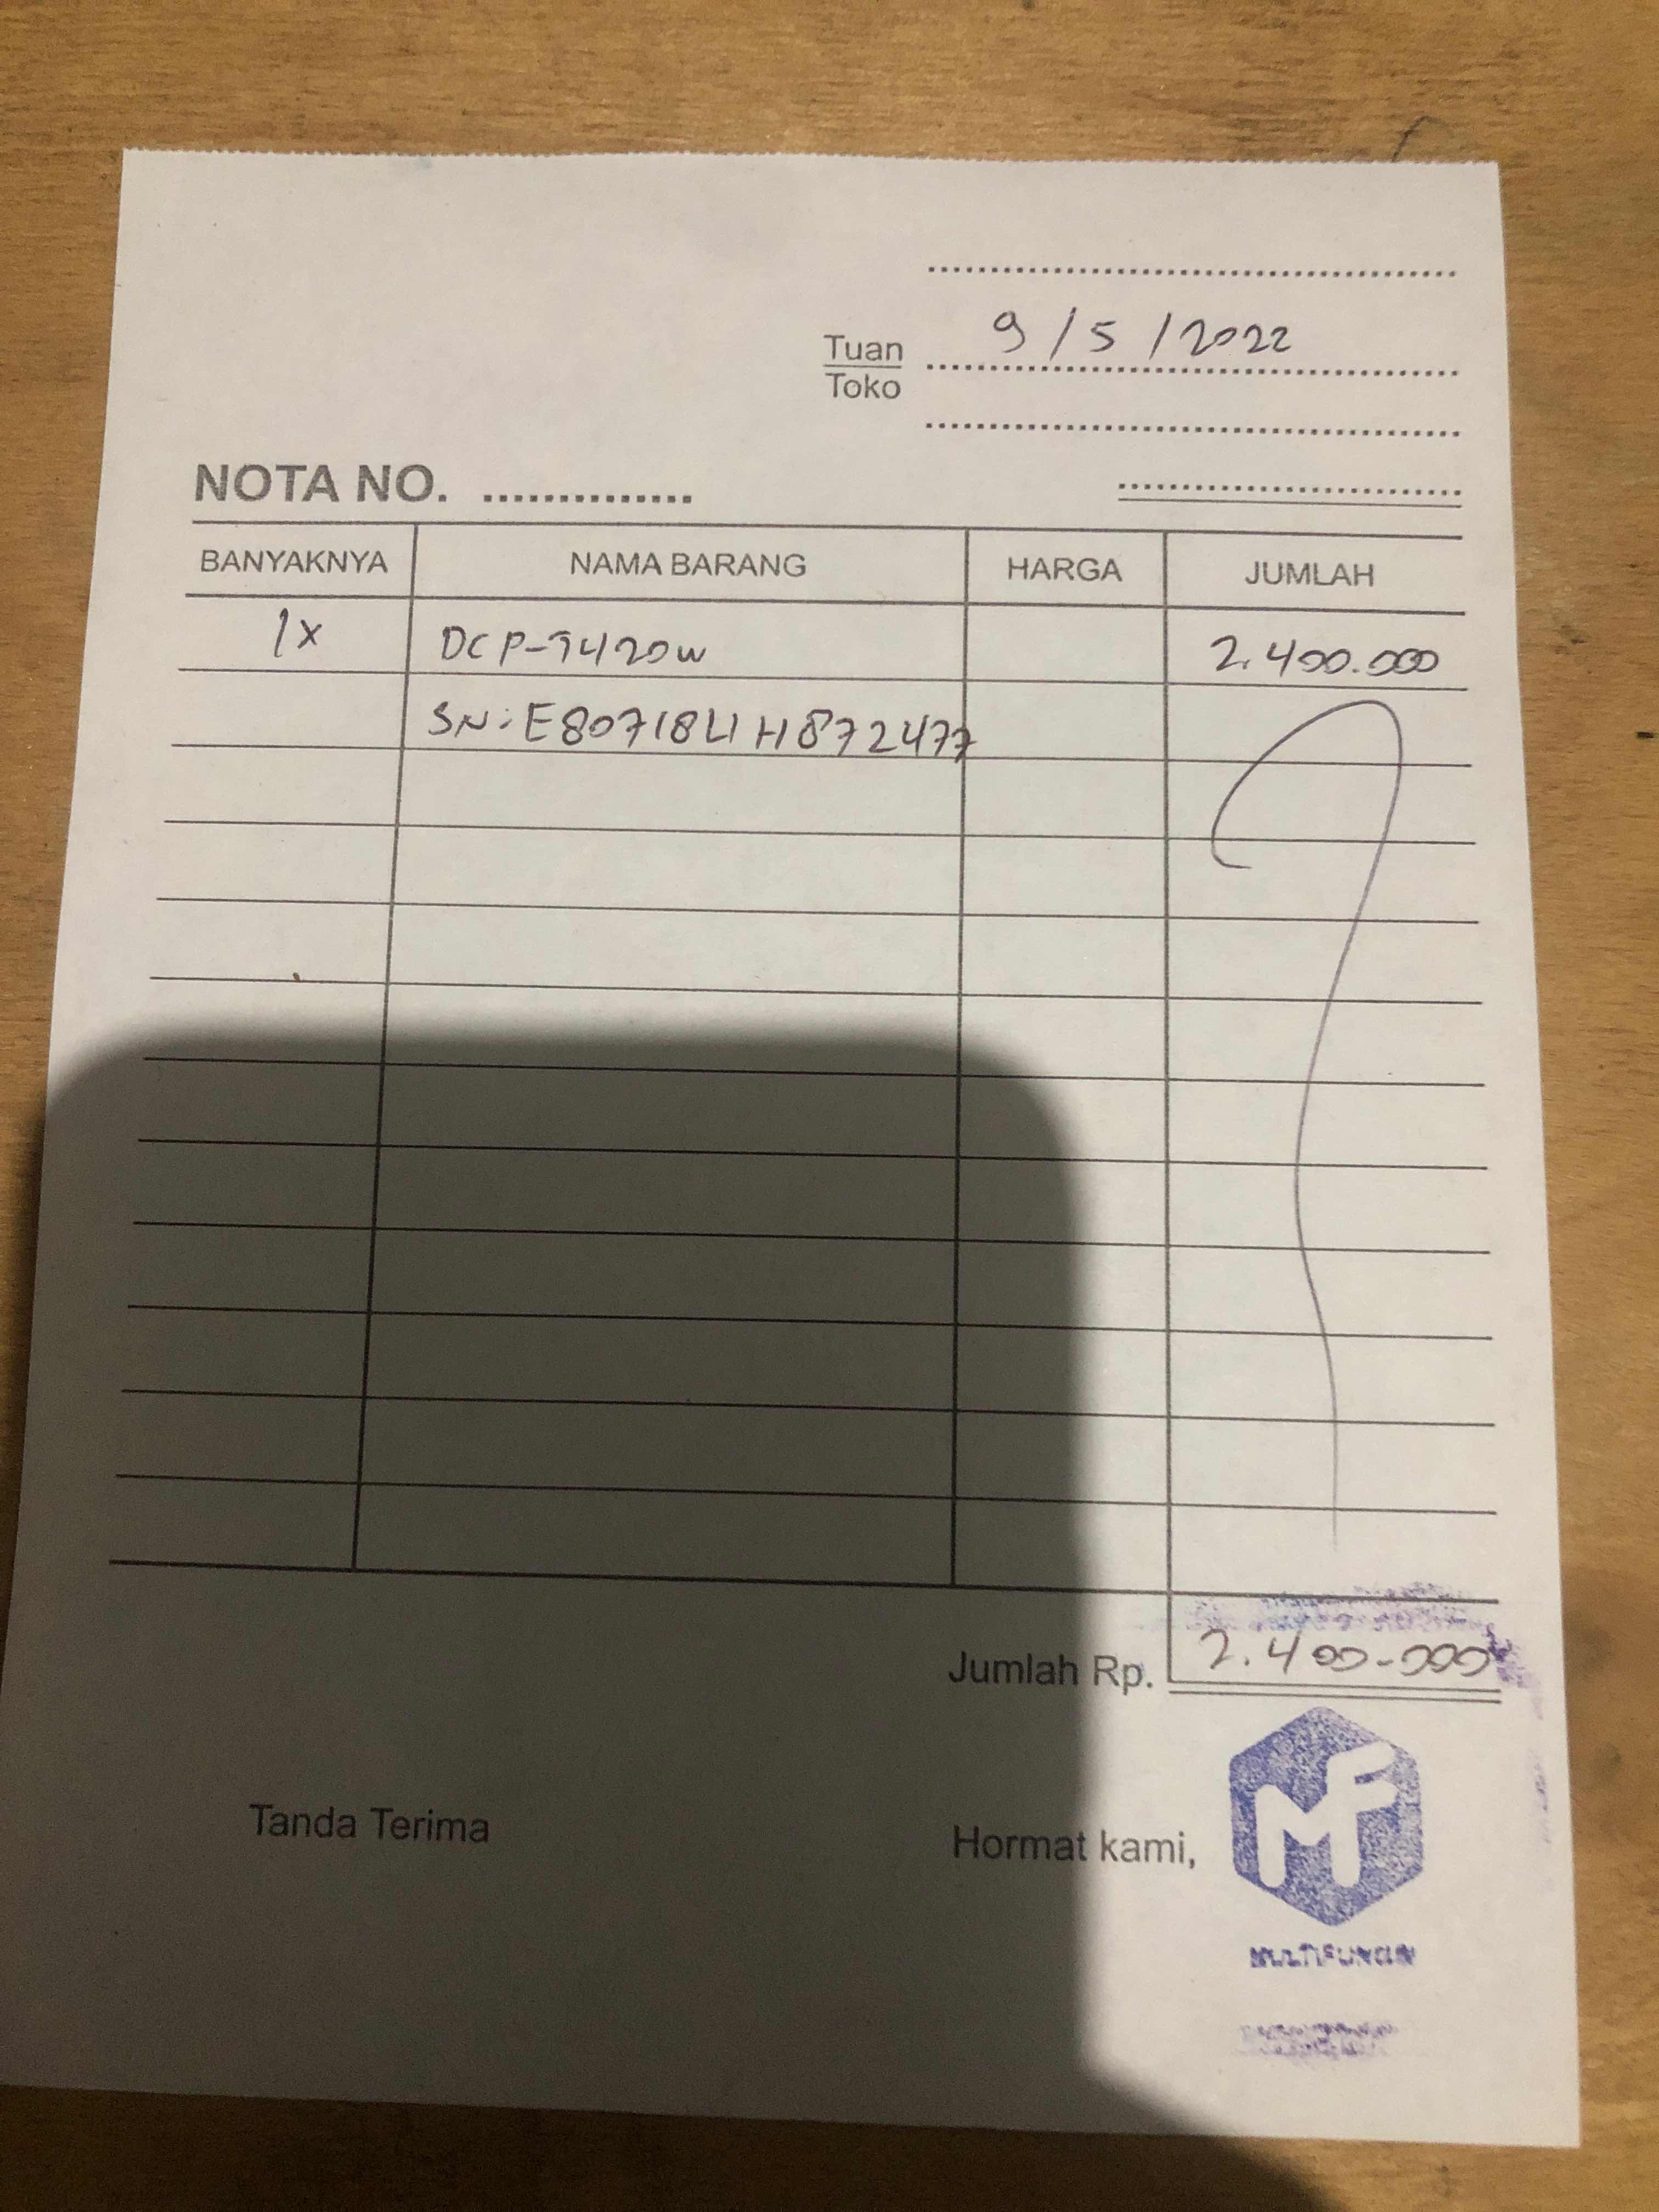 9/5/2022
Tuan
Toko
NOTA NO. ..............
BANYAKNYA NAMA BARANG HARGA JUMLAH
1x DCP-T420W 2.400.000
SN: E80718L1H872477
Jumlah Rp. 2.400.000
Tanda Terima Hormat kami,
MF
MULTIFUNGSI